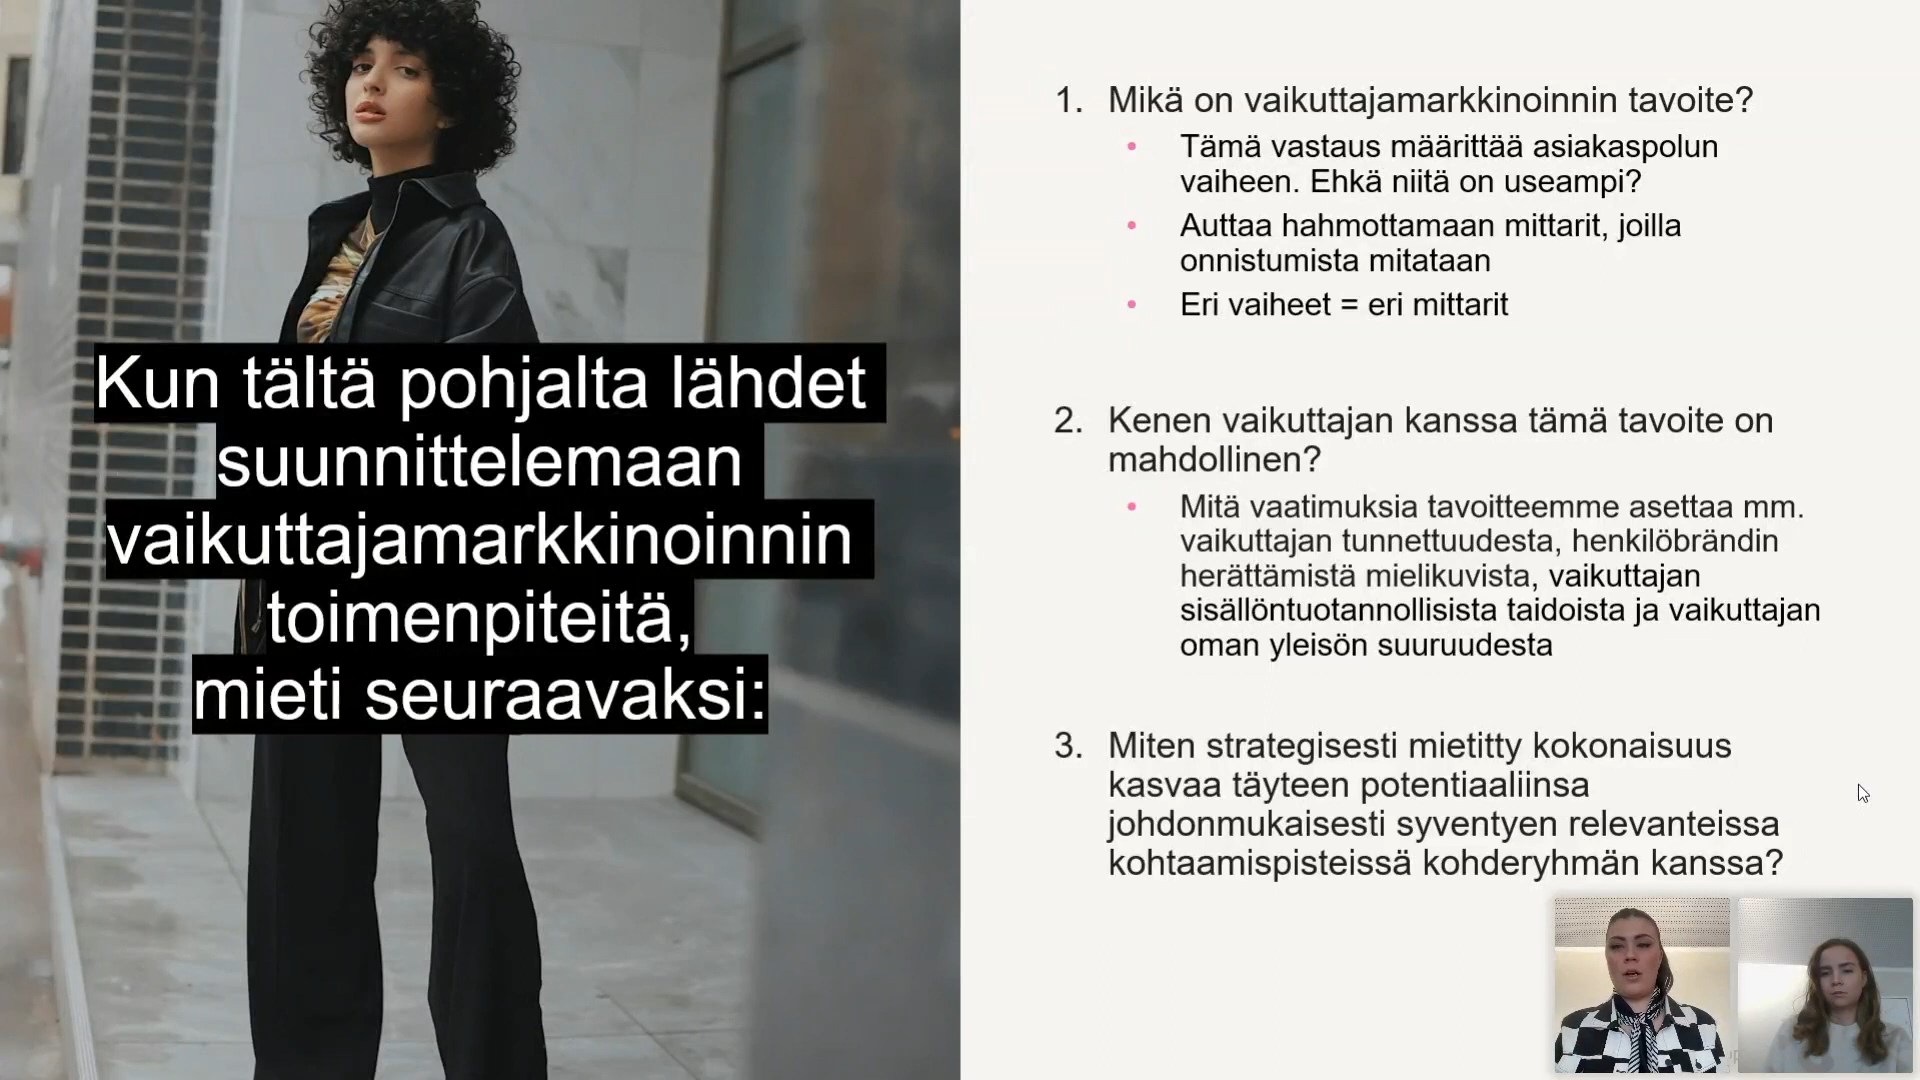 Kun tältä pohjalta lähdet
suunnittelemaan
vaikuttajamarkkinoinnin
toimenpiteitä,
mieti seuraavaksi:
1. Mikä on vaikuttajamarkkinoinnin tavoite?
• Tämä vastaus määrittää asiakaspolun
vaiheen. Ehkä niitä on useampi?
• Auttaa hahmottamaan mittarit, joilla
onnistumista mitataan
• Eri vaiheet = eri mittarit
2. Kenen vaikuttajan kanssa tämä tavoite on
mahdollinen?
• Mitä vaatimuksia tavoitteemme asettaa mm.
vaikuttajan tunnettuudesta, henkilöbrändin
herättämistä mielikuvista, vaikuttajan
sisällöntuotannollisista taidoista ja vaikuttajan
oman yleisön suuruudesta
3. Miten strategisesti mietitty kokonaisuus
kasvaa täyteen potentiaaliinsa
johdonmukaisesti syventyen relevanteissa
kohtaamispisteissä kohderyhmän kanssa?